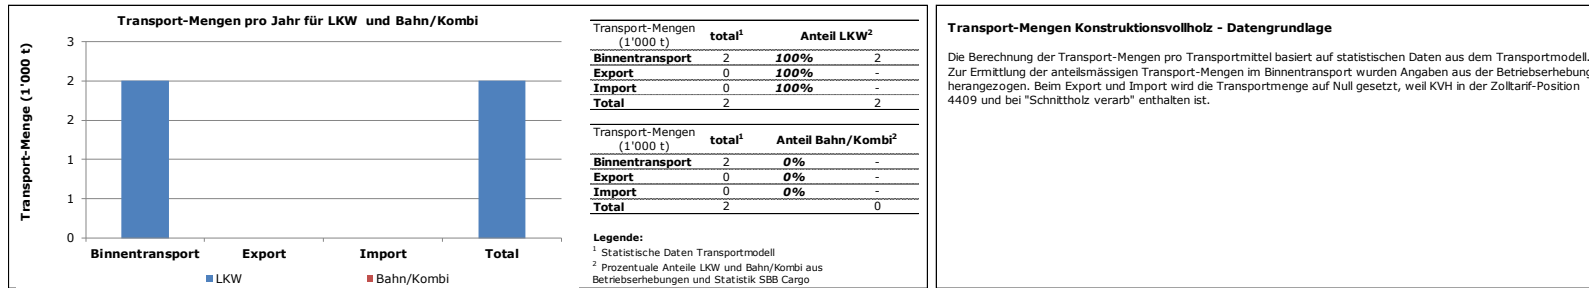 Transport-Mengen pro Jahr für LKW und Bahn/Kombi
Transport-Menge (1'000 t)
3
2
2
1
1
0
Binnentransport Export Import Total
LKW Bahn/Kombi
Transport-Mengen
(1'000 t) total¹ Anteil LKW²
Binnentransport 2 100% 2
Export 0 100% -
Import 0 100% -
Total 2 2
Transport-Mengen
(1'000 t) total¹ Anteil Bahn/Kombi²
Binnentransport 2 0% -
Export 0 0% -
Import 0 0% -
Total 2 0
Legende:
¹ Statistische Daten Transportmodell
² Prozentuale Anteile LKW und Bahn/Kombi aus
Betriebserhebungen und Statistik SBB Cargo
Transport-Mengen Konstruktionsvollholz - Datengrundlage
Die Berechnung der Transport-Mengen pro Transportmittel basiert auf statistischen Daten aus dem Transportmodell.
Zur Ermittlung der anteilsmässigen Transport-Mengen im Binnentransport wurden Angaben aus der Betriebserhebung
herangezogen. Beim Export und Import wird die Transportmenge auf Null gesetzt, weil KVH in der Zolltarif-Position
4409 und bei "Schnittholz verarb" enthalten ist.